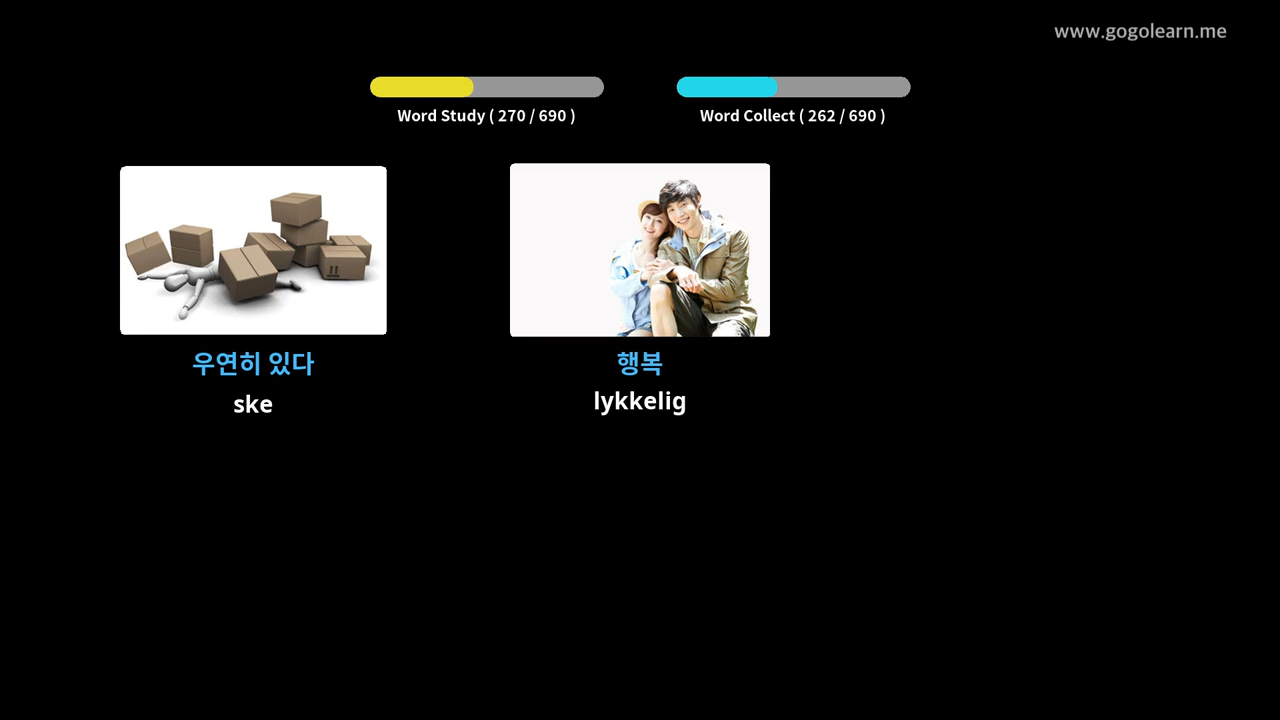 www.gogolearn.me
Word Study ( 270 / 690 )
Word Collect ( 262 / 690 )
우연히 있다
ske
행복
lykkelig